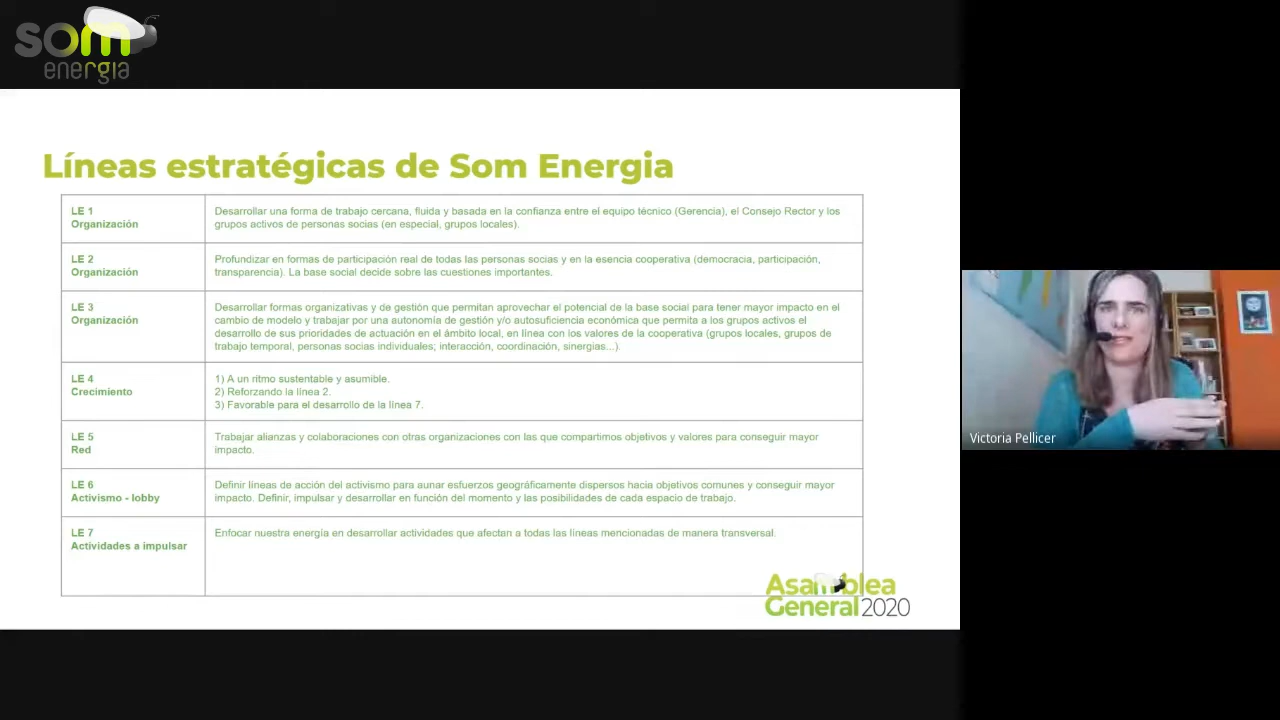 som
energia
Líneas estratégicas de Som Energia
LE 1
Organización
Desarrollar una forma de trabajo cercana, fluida y basada en la confianza entre el equipo técnico (Gerencia), el Consejo Rector y los
grupos activos de personas socias (en especial, grupos locales).
LE 2
Organización
Profundizar en formas de participación real de todas las personas socias y en la esencia cooperativa (democracia, participación,
transparencia). La base social decide sobre las cuestiones importantes.
LE 3
Organización
Desarrollar formas organizativas y de gestión que permitan aprovechar el potencial de la base social para tener mayor impacto en el
cambio de modelo y trabajar por una autonomía de gestión y/o autosuficiencia económica que permita a los grupos activos el
desarrollo de sus prioridades de actuación en el ámbito local, en línea con los valores de la cooperativa (grupos locales, grupos de
trabajo temporal, personas socias individuales; interacción, coordinación, sinergias...).
LE 4
Crecimiento
1) A un ritmo sustentable y asumible.
2) Reforzando la línea 2.
3) Favorable para el desarrollo de la línea 7.
LE 5
Red
Trabajar alianzas y colaboraciones con otras organizaciones con las que compartimos objetivos y valores para conseguir mayor
impacto.
LE 6
Activismo - lobby
Definir líneas de acción del activismo para aunar esfuerzos geográficamente dispersos hacia objetivos comunes y conseguir mayor
impacto. Definir, impulsar y desarrollar en función del momento y las posibilidades de cada espacio de trabajo.
LE 7
Actividades a impulsar
Enfocar nuestra energía en desarrollar actividades que afectan a todas las líneas mencionadas de manera transversal.
Asamblea
General 2020
Victoria Pellicer